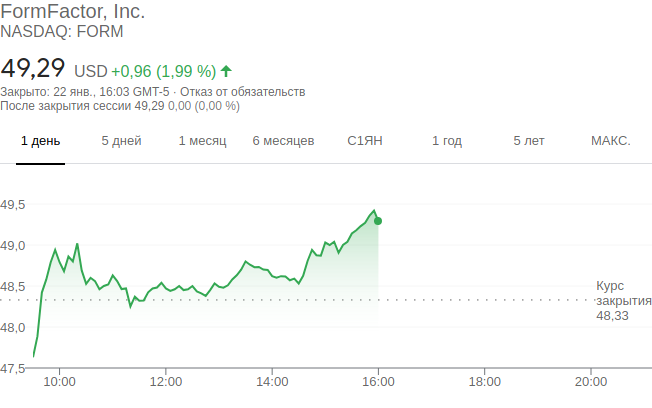 FormFactor, Inc.
NASDAQ: FORM
49,29 USD +0,96 (1,99 %)
Закрыто: 22 янв., 16:03 GMT-5 · Отказ от обязательств
После закрытия сессии 49,29 0,00 (0,00 %)
1 день 5 дней 1 месяц 6 месяцев С1ЯН 1 год 5 лет МАКС.
49,5
49,0
48,5
Курс
закрытия
48,33
48,0
47,5
10:00 12:00 14:00 16:00 18:00 20:00